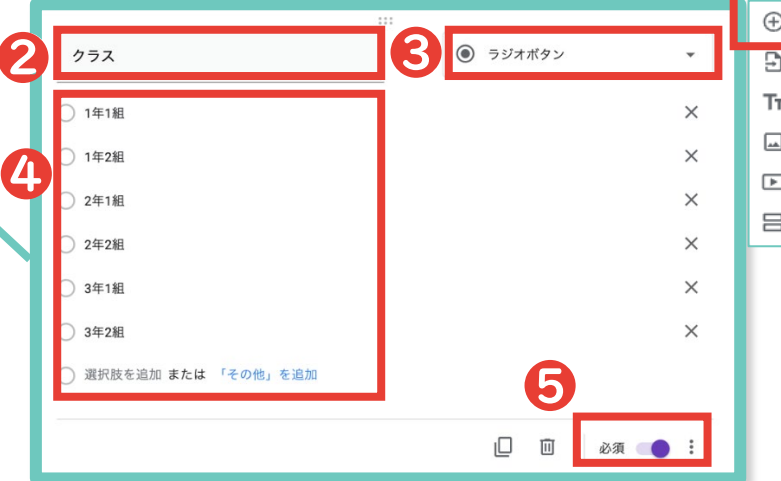 2
クラス
3
ラジオボタン
4
1年1組
1年2組
2年1組
2年2組
3年1組
3年2組
選択肢を追加 または 「その他」を追加
5
必須
Tт